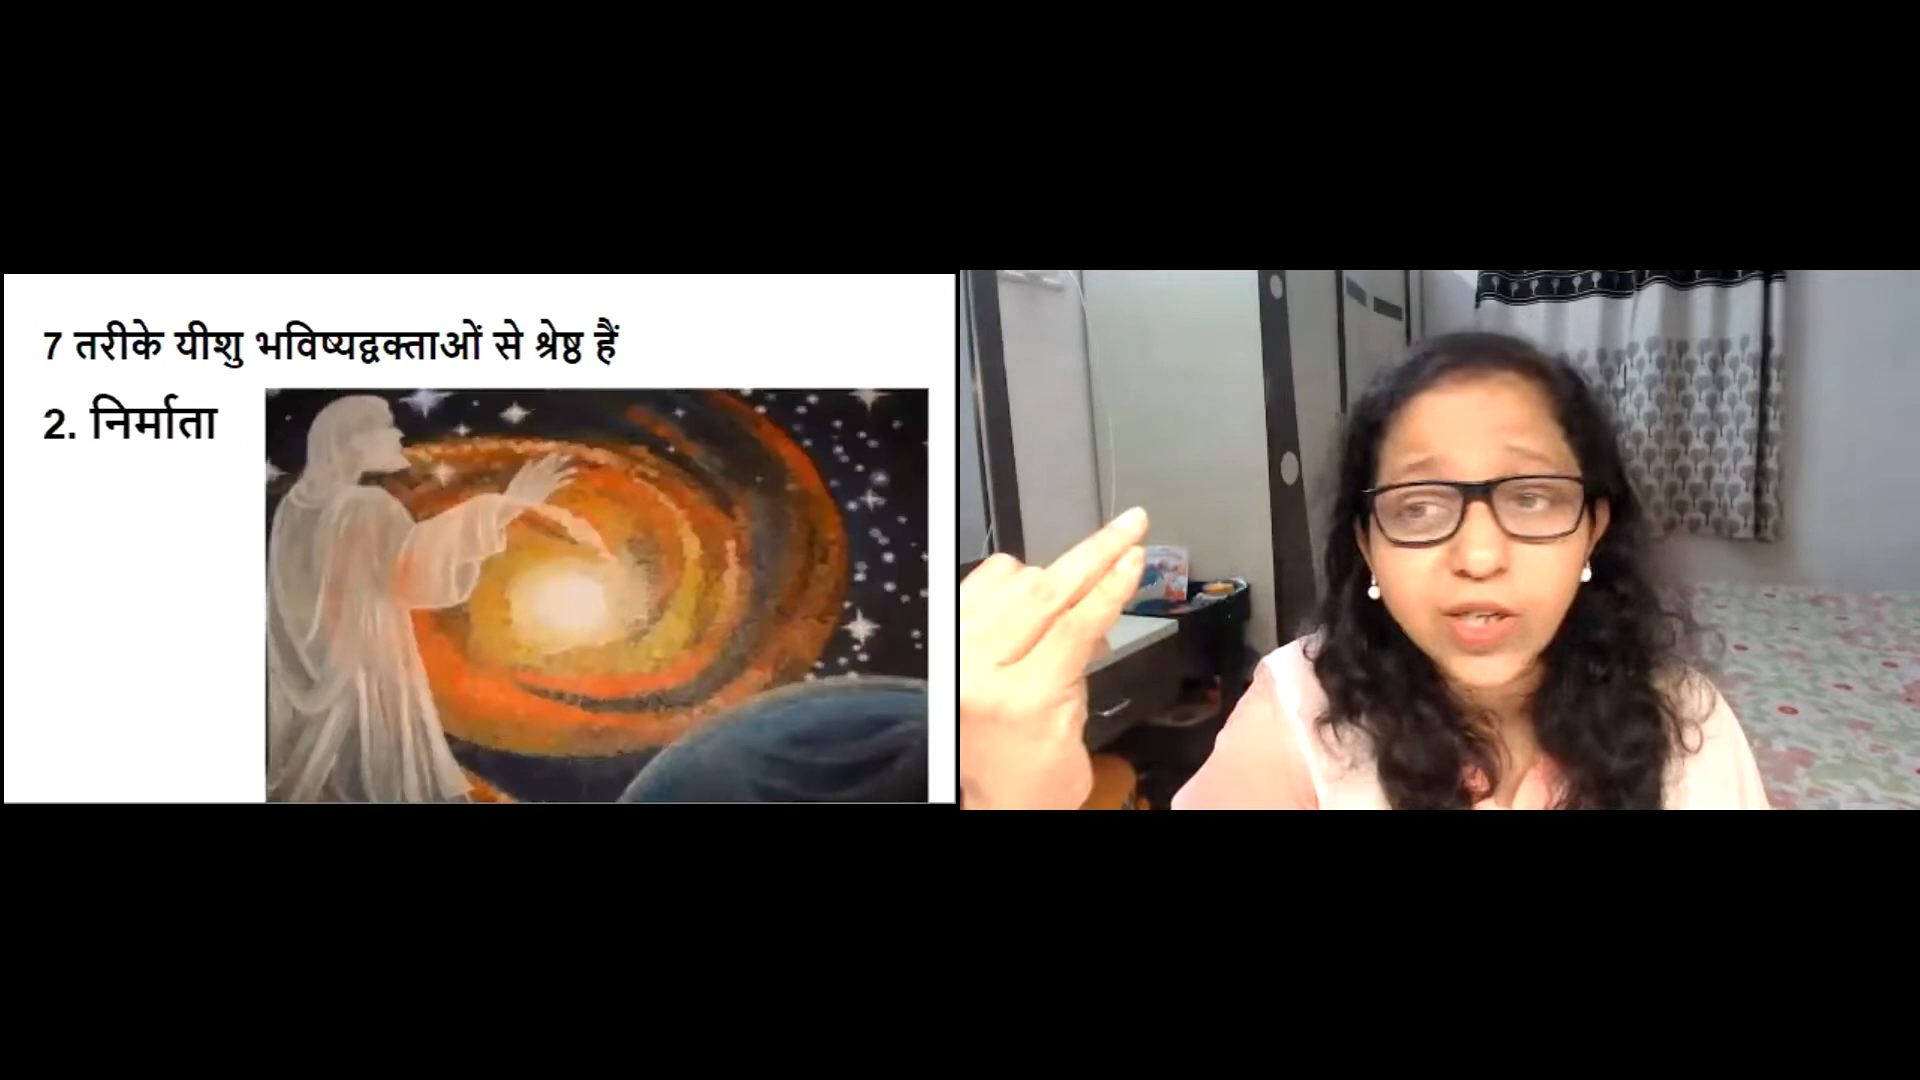 7 तरीके यीशु भविष्यद्वक्ताओं से श्रेष्ठ हैं
2. निर्माता